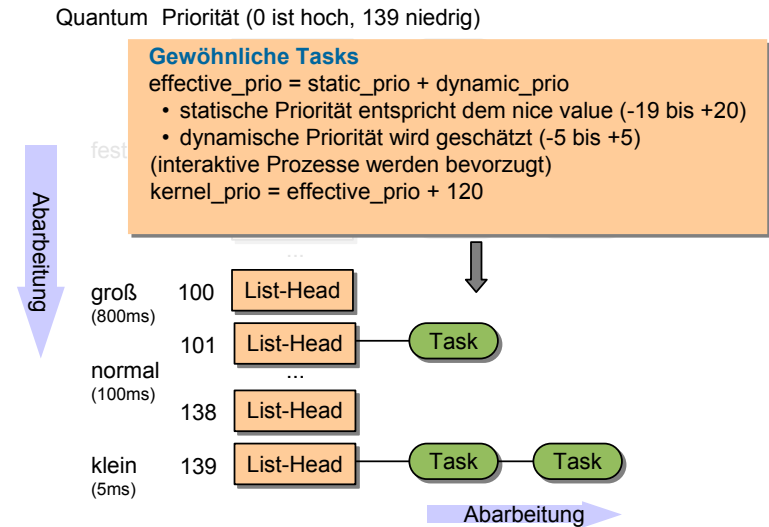 Quantum Priorität (0 ist hoch, 139 niedrig)
Gewöhnliche Tasks
effective_prio = static_prio + dynamic_prio
• statische Priorität entspricht dem nice value (-19 bis +20)
• dynamische Priorität wird geschätzt (-5 bis +5)
(interaktive Prozesse werden bevorzugt)
kernel_prio = effective_prio + 120
fest
...
Abarbeitung
groß 100 List-Head
(800ms)
101 List-Head Task
normal ...
(100ms)
138 List-Head
klein 139 List-Head Task Task
(5ms)
Abarbeitung